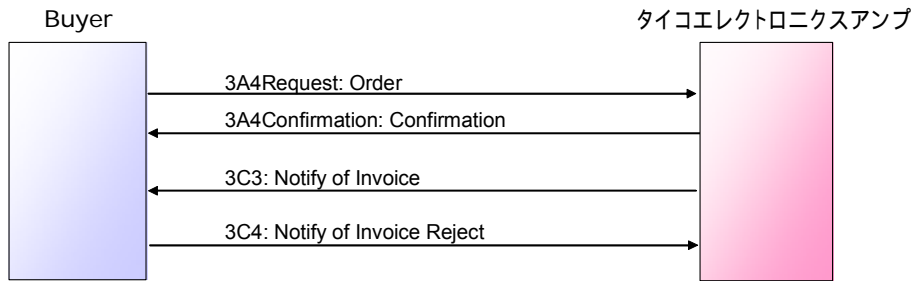 Buyer
タイコエレクトロニクスアンプ
3A4Request: Order
3A4Confirmation: Confirmation
3C3: Notify of Invoice
3C4: Notify of Invoice Reject